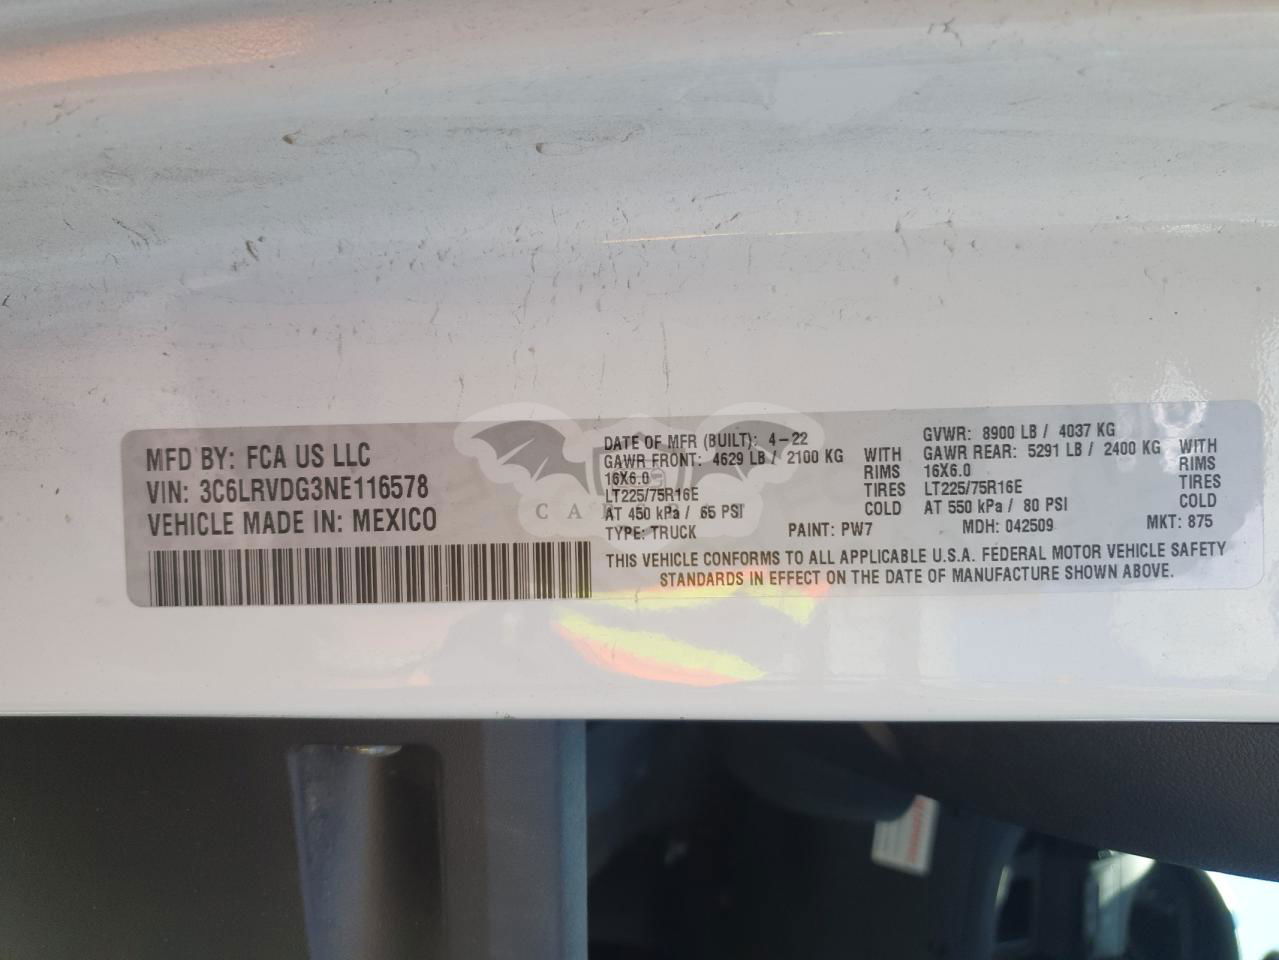 MFD BY: FCA US LLC
VIN: 3C6LRVDG3NE116578
VEHICLE MADE IN: MEXICO
DATE OF MFR (BUILT): 4-22
GAWR FRONT: 4629 LB / 2100 KG WITH
16X6.0 RIMS
LT225/75R16E TIRES
AT 450 kPa / 65 PSI COLD
TYPE: TRUCK PAINT: PW7
GVWR: 8900 LB / 4037 KG
GAWR REAR: 5291 LB / 2400 KG WITH
16X6.0 RIMS
LT225/75R16E TIRES
AT 550 kPa / 80 PSI COLD
MDH: 042509 MKT: 875
THIS VEHICLE CONFORMS TO ALL APPLICABLE U.S.A. FEDERAL MOTOR VEHICLE SAFETY
STANDARDS IN EFFECT ON THE DATE OF MANUFACTURE SHOWN ABOVE.